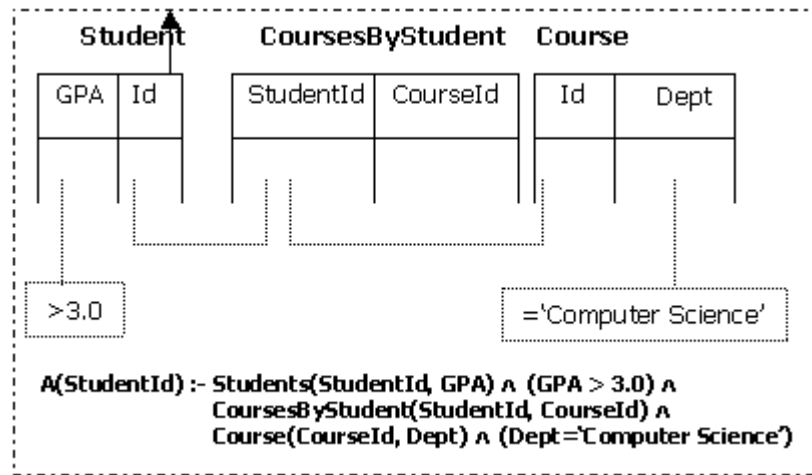 Student CoursesByStudent Course
GPA Id StudentId CourseId Id Dept
>3.0 ='Computer Science'
A(StudentId) :- Students(StudentId, GPA) ∧ (GPA > 3.0) ∧
CoursesByStudent(StudentId, CourseId) ∧
Course(CourseId, Dept) ∧ (Dept='Computer Science')